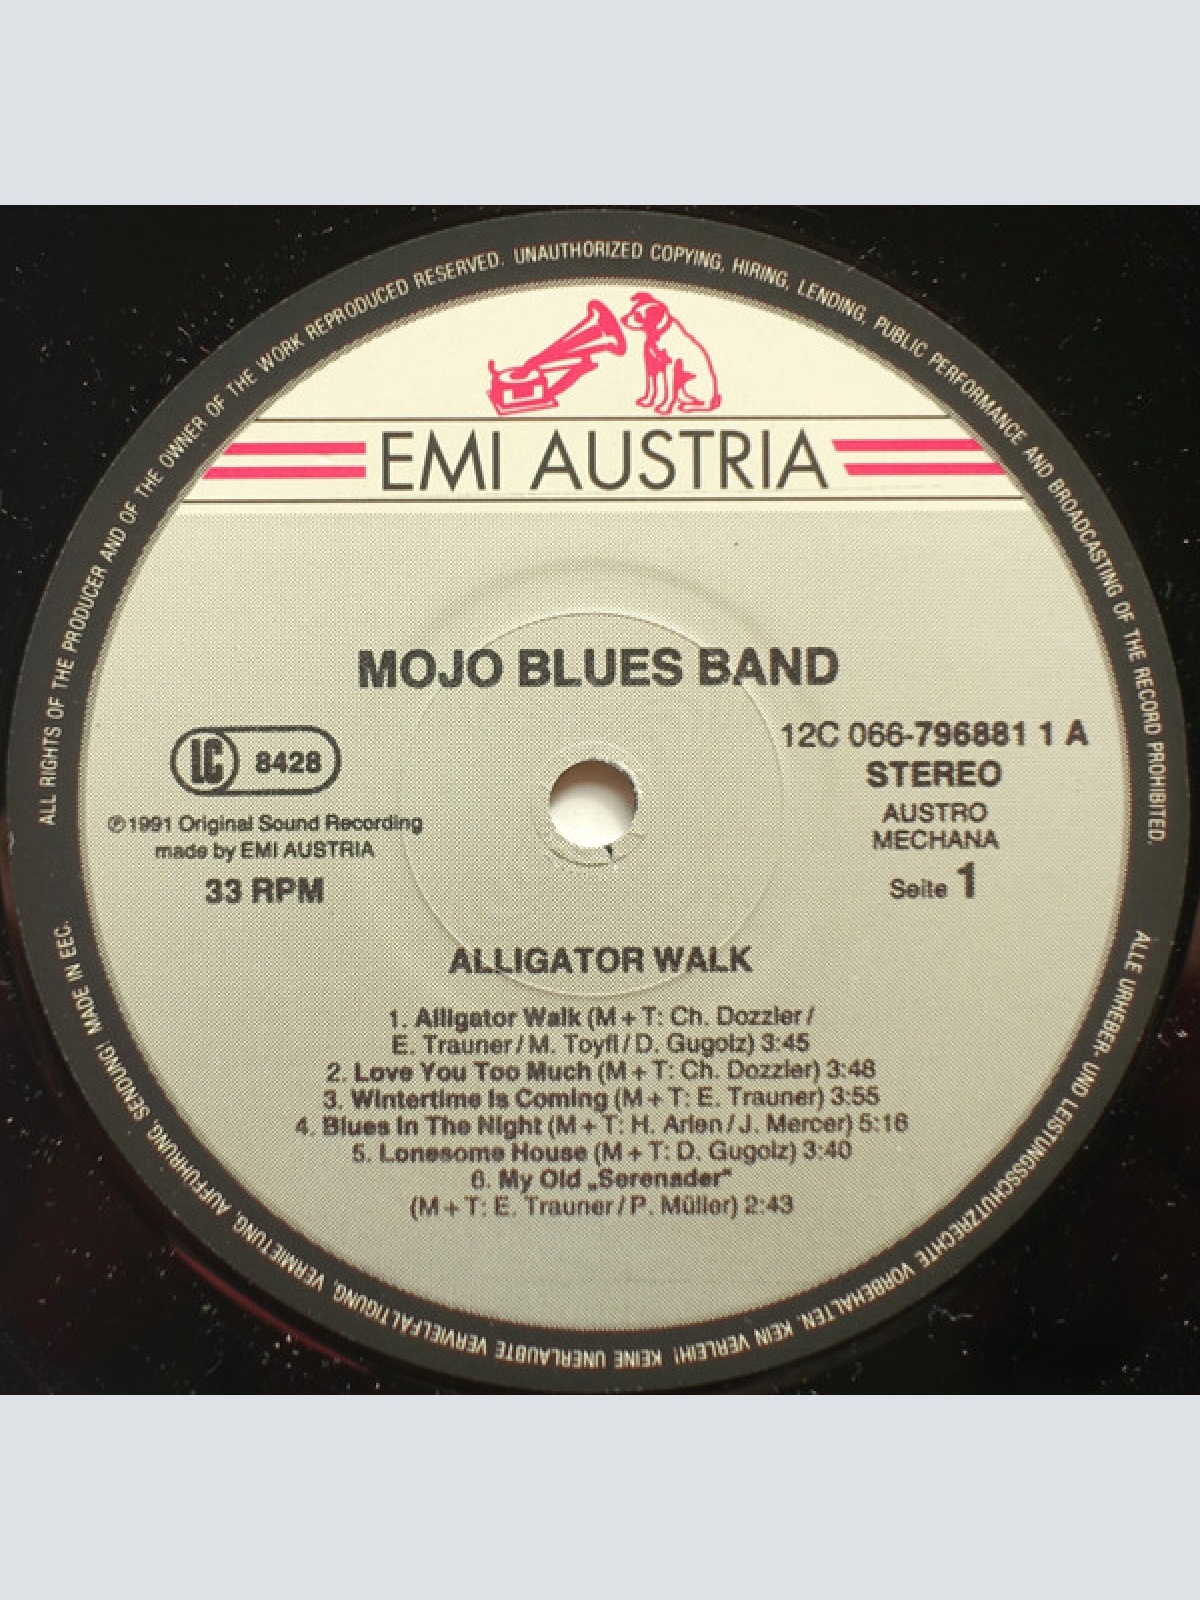 ALL RIGHTS OF THE PRODUCER AND OF THE OWNER OF THE WORK REPRODUCED RESERVED. UNAUTHORIZED COPYING, HIRING, LENDING, PUBLIC PERFORMANCE AND BROADCASTING OF THE RECORD PROHIBITED.
EMI AUSTRIA
MOJO BLUES BAND
LC 8428
℗ 1991 Original Sound Recording
made by EMI AUSTRIA
33 RPM
12C 066-796881 1 A
STEREO
AUSTRO
MECHANA
Seite 1
ALLIGATOR WALK
1. Alligator Walk (M + T: Ch. Dozzler /
E. Trauner / M. Toyfl / D. Gugolz) 3:45
2. Love You Too Much (M + T: Ch. Dozzler) 3:48
3. Wintertime Is Coming (M + T: E. Trauner) 3:55
4. Blues In The Night (M + T: H. Arlen / J. Mercer) 5:16
5. Lonesome House (M + T: D. Gugolz) 3:40
6. My Old „Serenader“
(M + T: E. Trauner / P. Müller) 2:43
ALLE URHEBER- UND LEISTUNGSSCHUTZRECHTE VORBEHALTEN. KEIN VERLEIH! KEINE UNERLAUBTE VERVIELFÄLTIGUNG, VERMIETUNG, AUFFÜHRUNG, SENDUNG! MADE IN EEC.